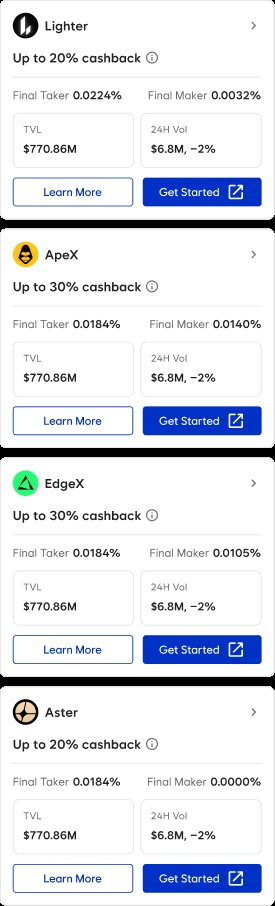 Lighter
Up to 20% cashback
Final Taker 0.0224% Final Maker 0.0032%
TVL 24H Vol
$770.86M $6.8M, −2%
Learn More Get Started
ApeX
Up to 30% cashback
Final Taker 0.0184% Final Maker 0.0140%
TVL 24H Vol
$770.86M $6.8M, −2%
Learn More Get Started
EdgeX
Up to 30% cashback
Final Taker 0.0184% Final Maker 0.0105%
TVL 24H Vol
$770.86M $6.8M, −2%
Learn More Get Started
Aster
Up to 20% cashback
Final Taker 0.0184% Final Maker 0.0000%
TVL 24H Vol
$770.86M $6.8M, −2%
Learn More Get Started